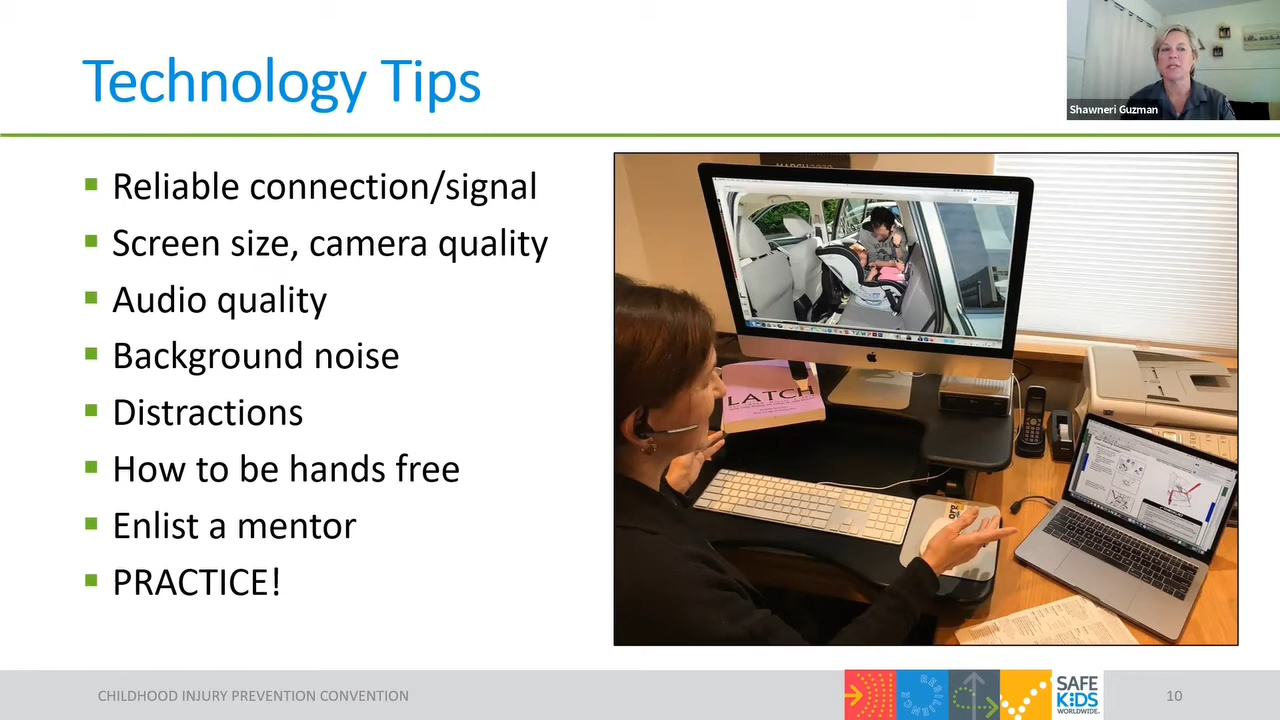 Technology Tips
Shawneri Guzman
Reliable connection/signal
Screen size, camera quality
Audio quality
Background noise
Distractions
How to be hands free
Enlist a mentor
PRACTICE!
LATCH
CHILDHOOD INJURY PREVENTION CONVENTION
RESILIENCE
SAFE
KIDS
WORLDWIDE.
10